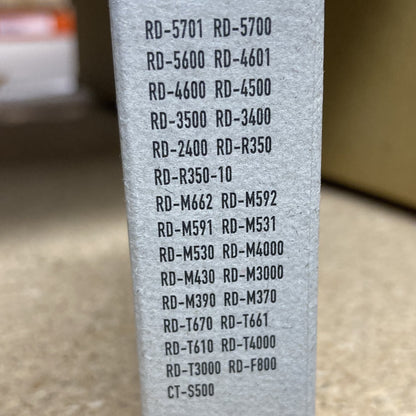 RD-5701 RD-5700
RD-5600 RD-4601
RD-4600 RD-4500
RD-3500 RD-3400
RD-2400 RD-R350
RD-R350-10
RD-M662 RD-M592
RD-M591 RD-M531
RD-M530 RD-M4000
RD-M430 RD-M3000
RD-M390 RD-M370
RD-T670 RD-T661
RD-T610 RD-T4000
RD-T3000 RD-F800
CT-S500